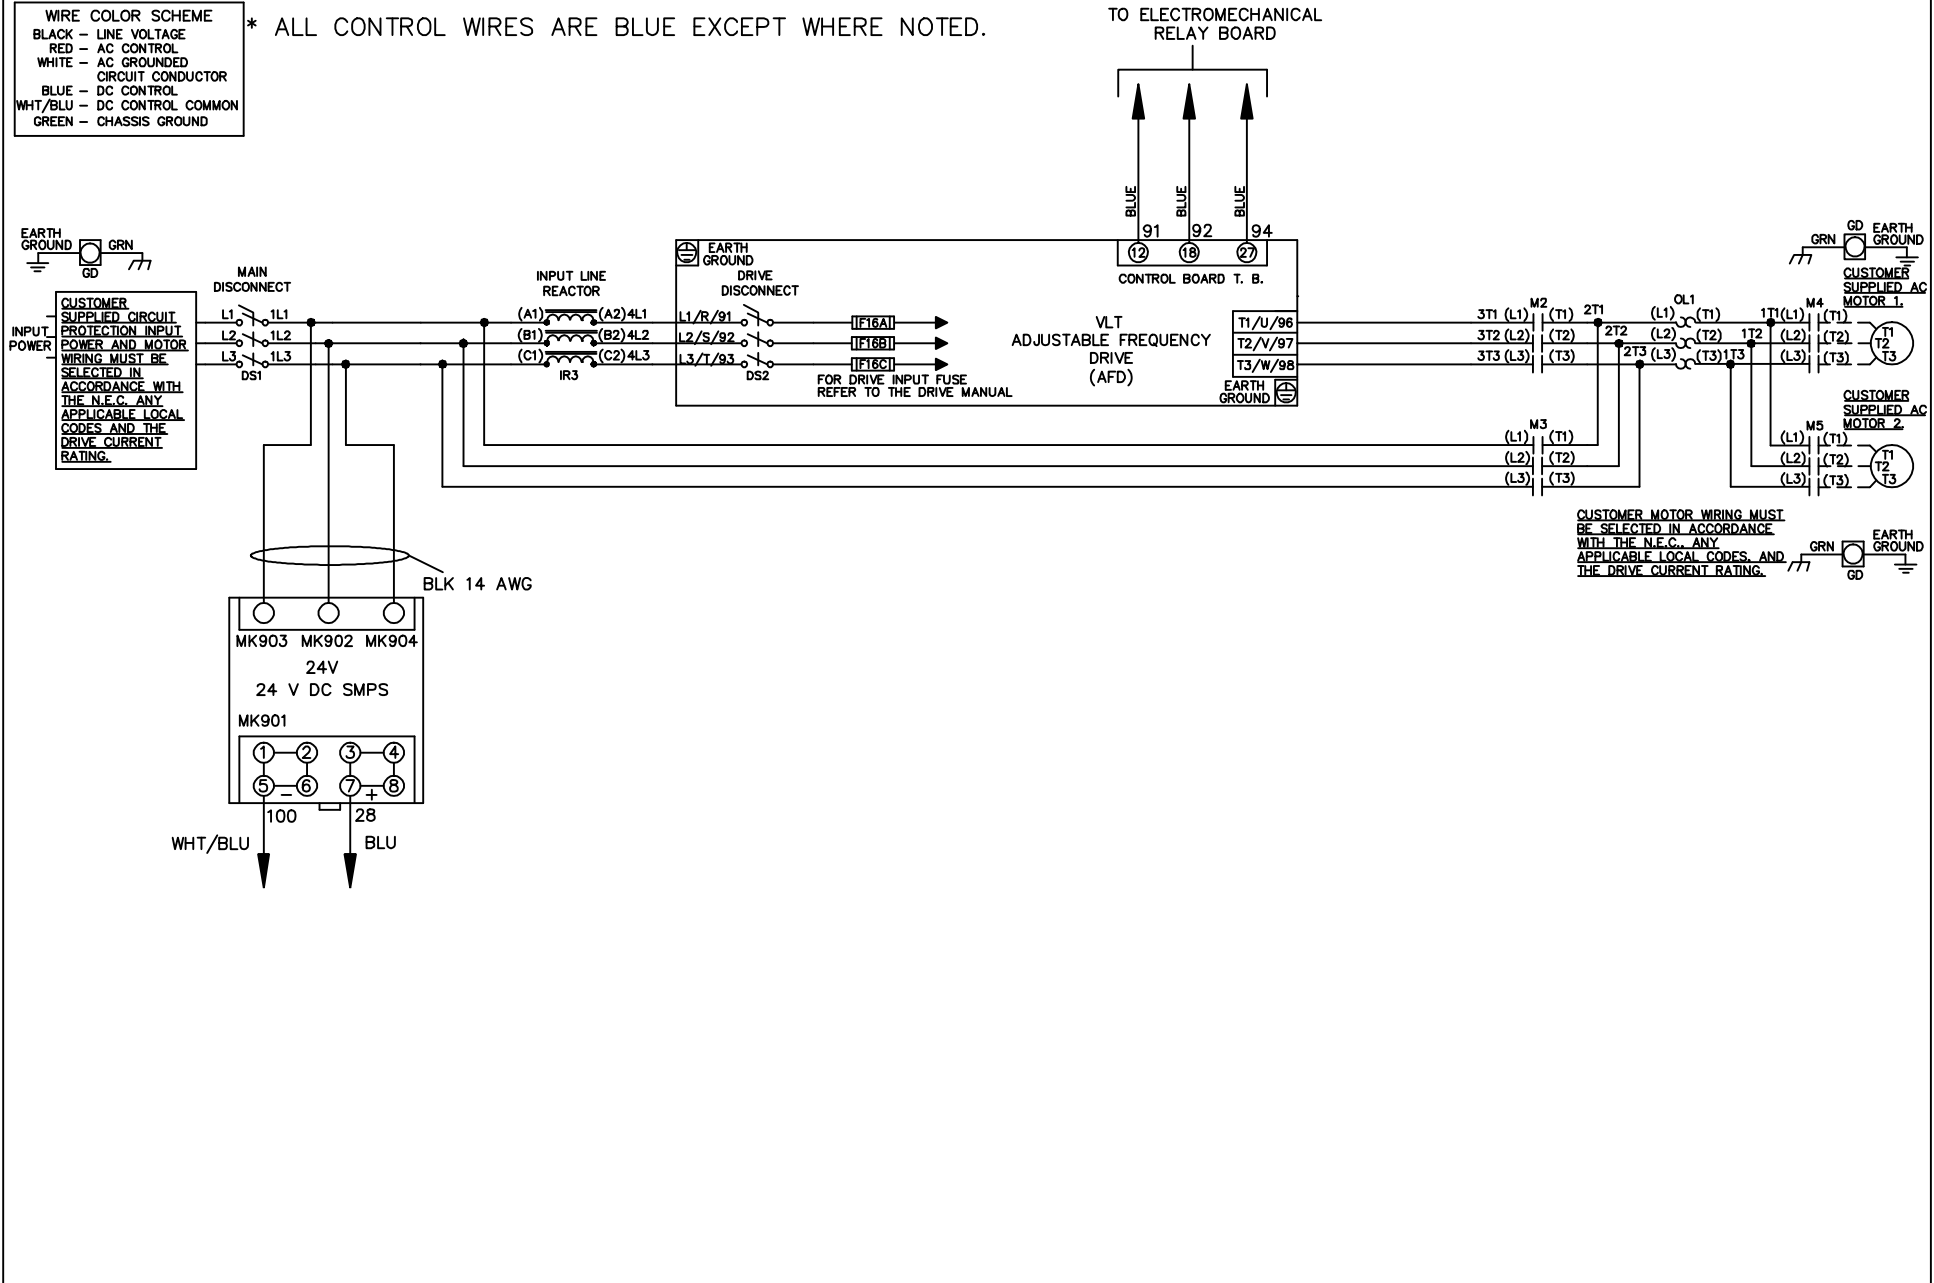 WIRE COLOR SCHEME
BLACK – LINE VOLTAGE
RED – AC CONTROL
WHITE – AC GROUNDED
CIRCUIT CONDUCTOR
BLUE – DC CONTROL
WHT/BLU – DC CONTROL COMMON
GREEN – CHASSIS GROUND
* ALL CONTROL WIRES ARE BLUE EXCEPT WHERE NOTED.
TO ELECTROMECHANICAL
RELAY BOARD
BLUE BLUE BLUE
91 92 94
12 18 27
CONTROL BOARD T. B.
EARTH
GROUND
GRN
GD
INPUT
POWER
CUSTOMER
SUPPLIED CIRCUIT
PROTECTION INPUT
POWER AND MOTOR
WIRING MUST BE
SELECTED IN
ACCORDANCE WITH
THE N.E.C. ANY
APPLICABLE LOCAL
CODES AND THE
DRIVE CURRENT
RATING.
MAIN
DISCONNECT
L1 1L1
L2 1L2
L3 1L3
DS1
INPUT LINE
REACTOR
(A1) (A2) 4L1
(B1) (B2) 4L2
(C1) (C2) 4L3
IR3
EARTH
GROUND
DRIVE
DISCONNECT
L1/R/91
L2/S/92
L3/T/93
DS2
F16A
F16B
F16C
FOR DRIVE INPUT FUSE
REFER TO THE DRIVE MANUAL
VLT
ADJUSTABLE FREQUENCY
DRIVE
(AFD)
T1/U/96
T2/V/97
T3/W/98
EARTH
GROUND
M2
3T1 (L1) (T1) 2T1
3T2 (L2) (T2) 2T2
3T3 (L3) (T3) 2T3
OL1
(L1) (T1) 1T1
(L2) (T2) 1T2
(L3) (T3) 1T3
M4
(L1) (T1)
(L2) (T2)
(L3) (T3)
T1
T2
T3
GRN
GD
EARTH
GROUND
CUSTOMER
SUPPLIED AC
MOTOR 1.
M3
(L1) (T1)
(L2) (T2)
(L3) (T3)
M5
(L1) (T1)
(L2) (T2)
(L3) (T3)
T1
T2
T3
CUSTOMER
SUPPLIED AC
MOTOR 2.
CUSTOMER MOTOR WIRING MUST
BE SELECTED IN ACCORDANCE
WITH THE N.E.C., ANY
APPLICABLE LOCAL CODES, AND
THE DRIVE CURRENT RATING.
GRN
GD
EARTH
GROUND
BLK 14 AWG
MK903 MK902 MK904
24V
24 V DC SMPS
MK901
1 2 3 4
5 6 7 8
– +
100 28
WHT/BLU BLU